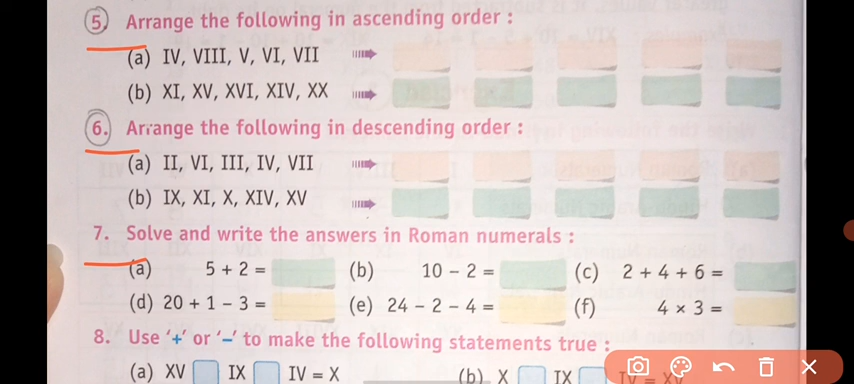 5. Arrange the following in ascending order :
(a) IV, VIII, V, VI, VII
(b) XI, XV, XVI, XIV, XX
6. Arrange the following in descending order :
(a) II, VI, III, IV, VII
(b) IX, XI, X, XIV, XV
7. Solve and write the answers in Roman numerals :
(a) 5 + 2 = (b) 10 − 2 = (c) 2 + 4 + 6 =
(d) 20 + 1 − 3 = (e) 24 − 2 − 4 = (f) 4 × 3 =
8. Use '+' or '−' to make the following statements true :
(a) XV IX IV = X (b) X IX IV = XV